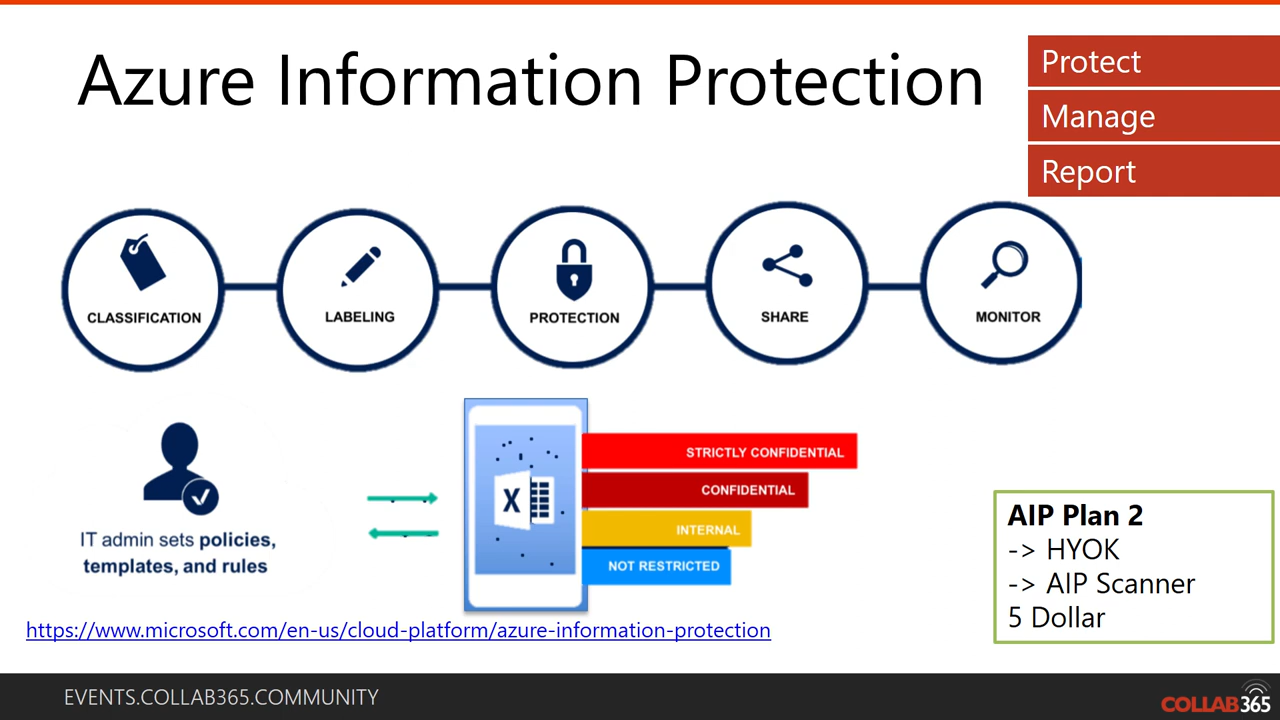 Azure Information Protection
Protect
Manage
Report
CLASSIFICATION
LABELING
PROTECTION
SHARE
MONITOR
IT admin sets policies,
templates, and rules
X
STRICTLY CONFIDENTIAL
CONFIDENTIAL
INTERNAL
NOT RESTRICTED
AIP Plan 2
-> HYOK
-> AIP Scanner
5 Dollar
https://www.microsoft.com/en-us/cloud-platform/azure-information-protection
EVENTS.COLLAB365.COMMUNITY
COLLAB365